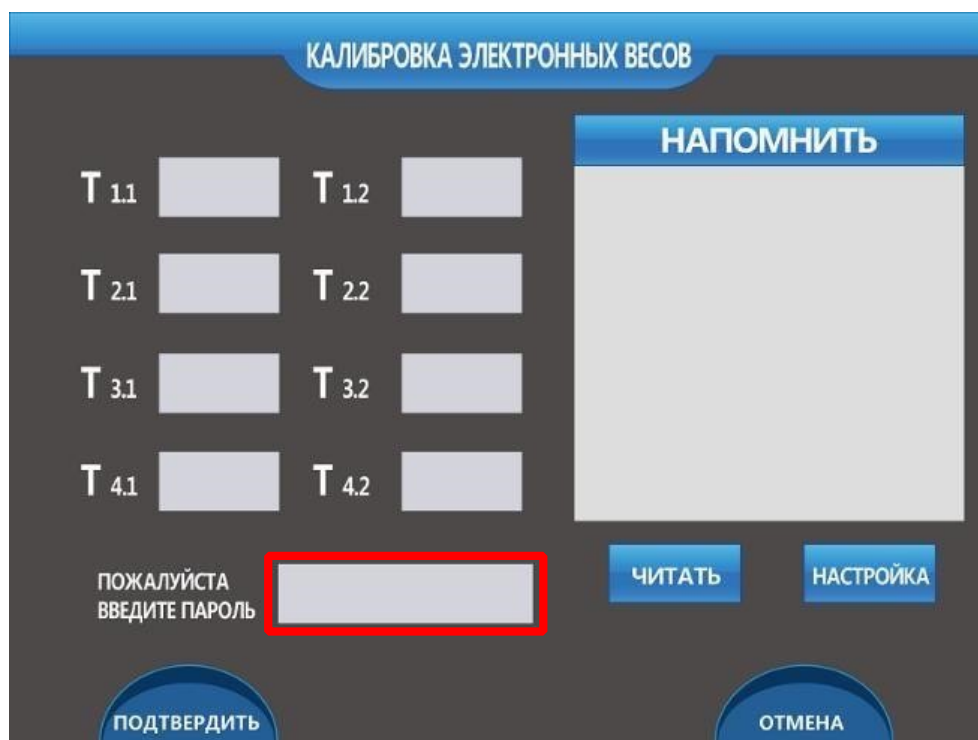 КАЛИБРОВКА ЭЛЕКТРОННЫХ ВЕСОВ
НАПОМНИТЬ
T 1.1 T 1.2
T 2.1 T 2.2
T 3.1 T 3.2
T 4.1 T 4.2
ПОЖАЛУЙСТА
ВВЕДИТЕ ПАРОЛЬ
ЧИТАТЬ НАСТРОЙКА
ПОДТВЕРДИТЬ ОТМЕНА